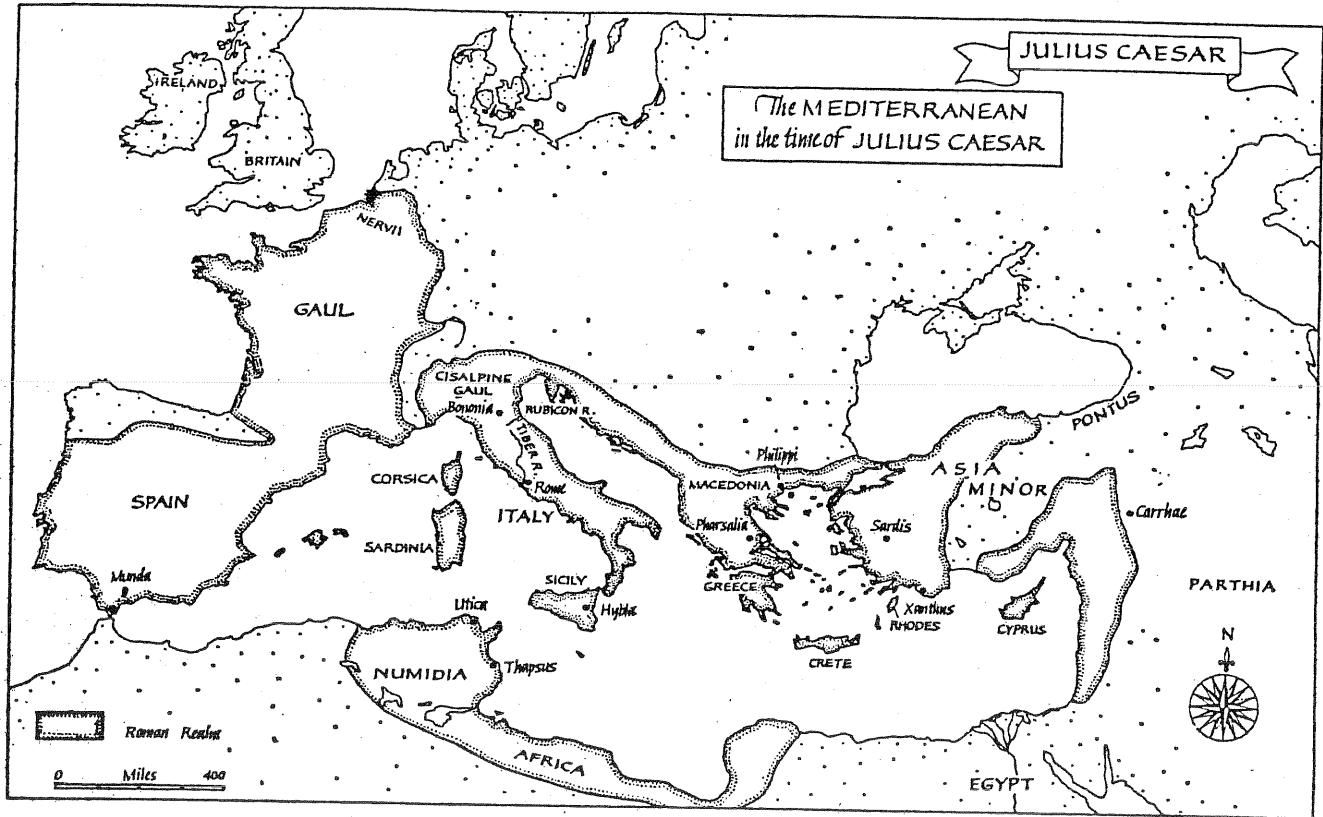 JULIUS CAESAR
The MEDITERRANEAN
in the time of JULIUS CAESAR
IRELAND
BRITAIN
NERVII
GAUL
CISALPINE
GAUL
Bononia
RUBICON R.
TIBER R.
PONTUS
Philippi
ASIA
MINOR
CORSICA
Rome
MACEDONIA
SPAIN
ITALY
Pharsalia
Sardis
Carrhae
SARDINIA
Munda
SICILY
GREECE
PARTHIA
Utica
Hybla
Xanthus
RHODES
CYPRUS
N
NUMIDIA
Thapsus
CRETE
Roman Realm
AFRICA
0 Miles 400
EGYPT